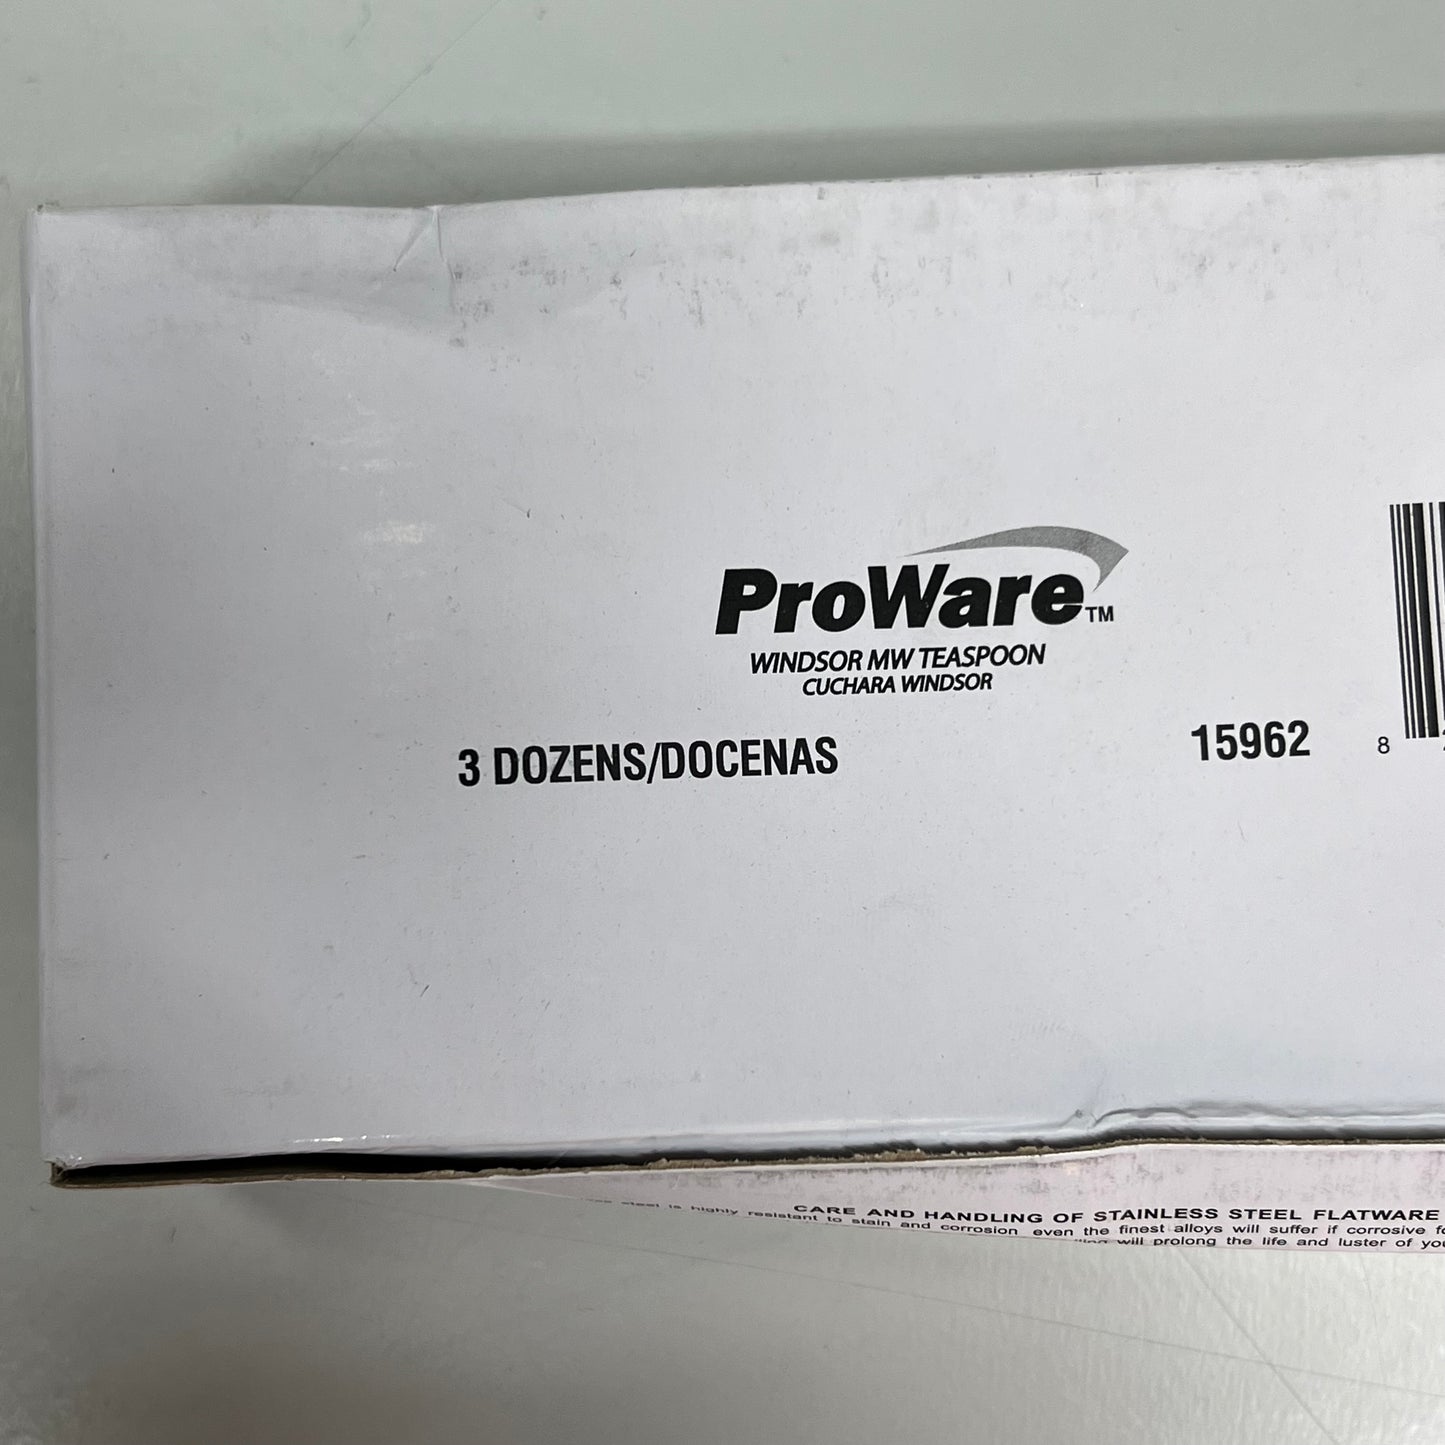 ProWare™
WINDSOR MW TEASPOON
CUCHARA WINDSOR
3 DOZENS/DOCENAS
15962
8
CARE AND HANDLING OF STAINLESS STEEL FLATWARE
steel is highly resistant to stain and corrosion even the finest alloys will suffer if corrosive
will prolong the life and luster of